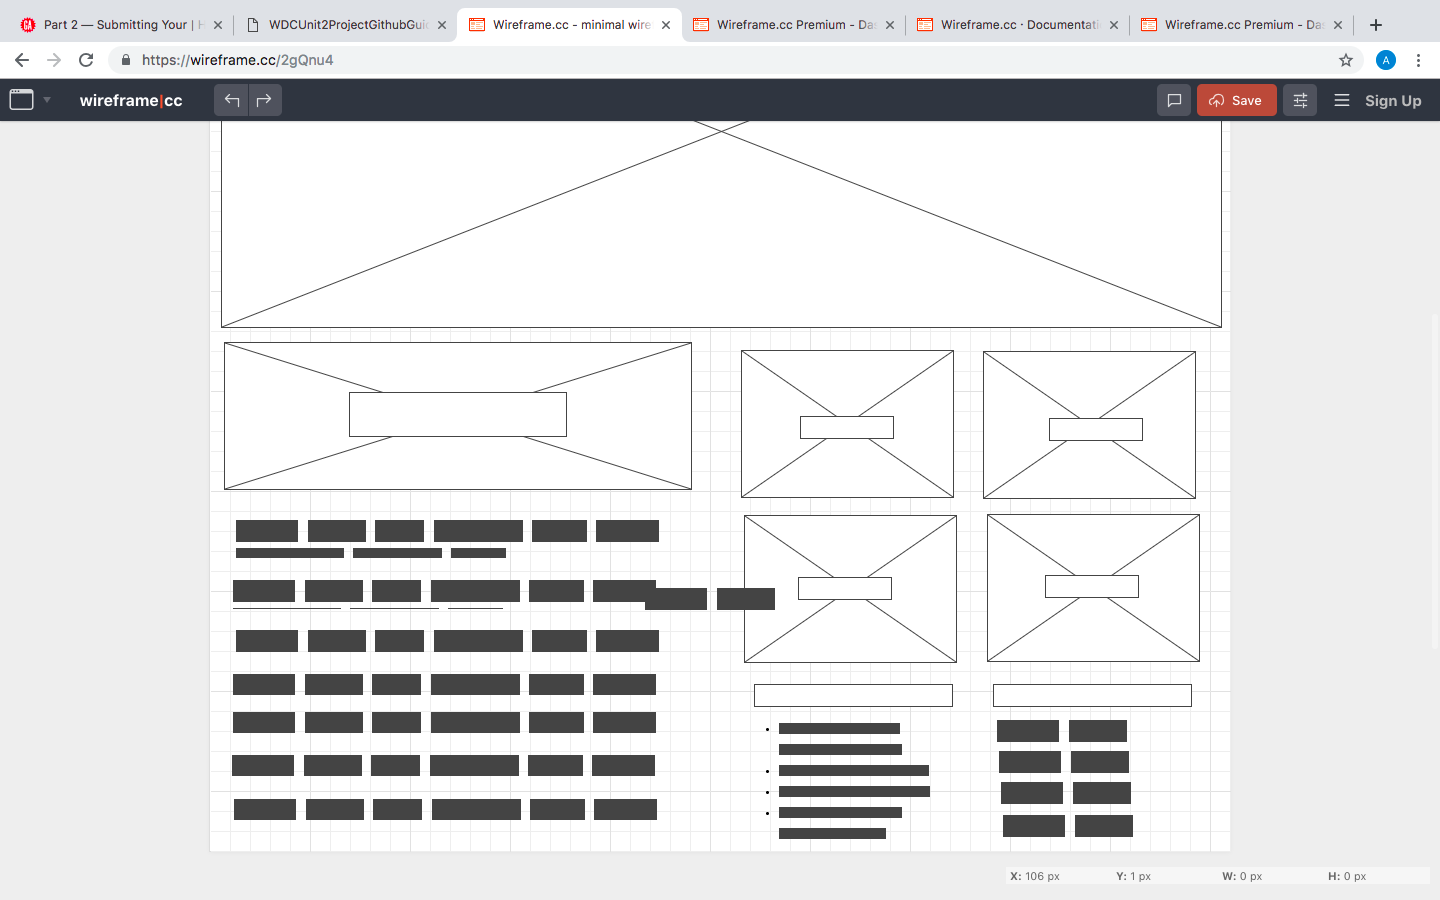 Part 2 — Submitting Your | H
WDCUnit2ProjectGithubGui
Wireframe.cc - minimal wire
Wireframe.cc Premium - Da
Wireframe.cc · Documentati
Wireframe.cc Premium - Da
https://wireframe.cc/2gQnu4
A
wireframe|cc
Save
Sign Up
X: 106 px Y: 1 px W: 0 px H: 0 px